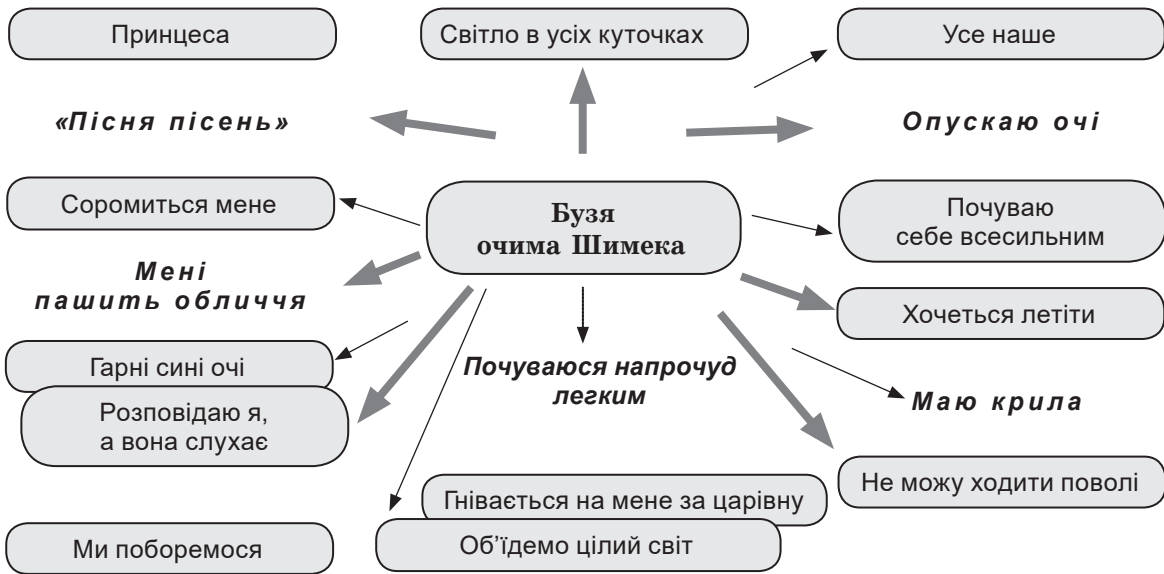 Принцеса
Світло в усіх куточках
Усе наше
«Пісня пісень»
Опускаю очі
Соромиться мене
Бузя
очима Шимека
Почуваю
себе всесильним
Мені
пашить обличчя
Хочеться летіти
Гарні сині очі
Почуваюся напрочуд
легким
Маю крила
Розповідаю я,
а вона слухає
Не можу ходити поволі
Гнівається на мене за царівну
Ми поборемося
Об’їдемо цілий світ